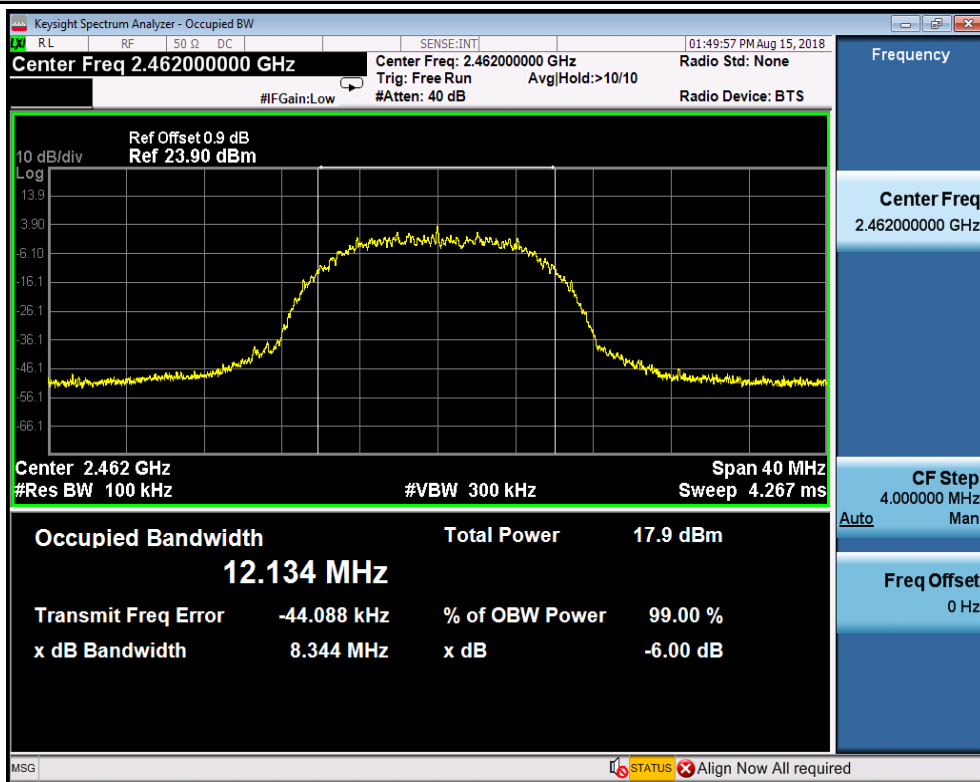 Keysight Spectrum Analyzer - Occupied BW
LXI RL RF 50 Ω DC SENSE:INT 01:49:57 PM Aug 15, 2018
Center Freq 2.462000000 GHz Center Freq: 2.462000000 GHz Radio Std: None
Trig: Free Run Avg|Hold:>10/10
#IFGain:Low #Atten: 40 dB Radio Device: BTS
Ref Offset 0.9 dB
10 dB/div Ref 23.90 dBm
Log
13.9
3.90
-6.10
-16.1
-26.1
-36.1
-46.1
-56.1
-66.1
Center 2.462 GHz Span 40 MHz
#Res BW 100 kHz #VBW 300 kHz Sweep 4.267 ms
Occupied Bandwidth Total Power 17.9 dBm
12.134 MHz
Transmit Freq Error -44.088 kHz % of OBW Power 99.00 %
x dB Bandwidth 8.344 MHz x dB -6.00 dB
MSG STATUS Align Now All required
Frequency
Center Freq
2.462000000 GHz
CF Step
4.000000 MHz
Auto Man
Freq Offset
0 Hz